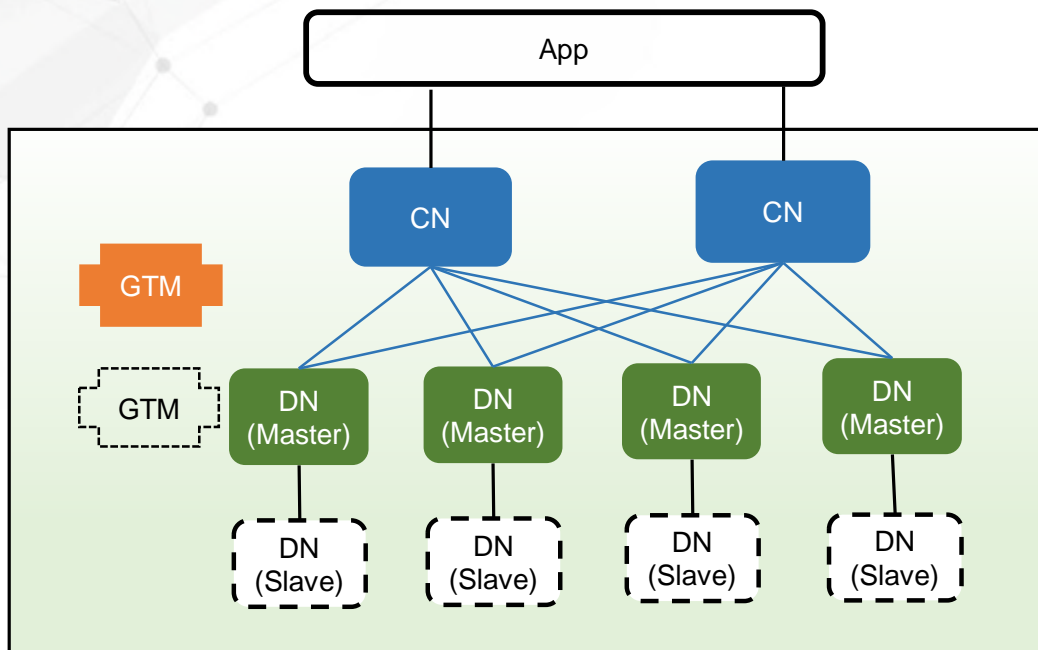 App
CN
CN
GTM
GTM
DN
(Master)
DN
(Master)
DN
(Master)
DN
(Master)
DN
(Slave)
DN
(Slave)
DN
(Slave)
DN
(Slave)